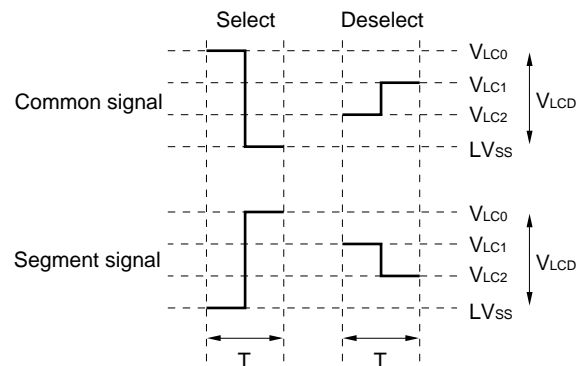 Select Deselect
VLC0
VLC1
Common signal
VLC2
VLCD
LVSS
VLC0
VLC1
Segment signal
VLC2
VLCD
LVSS
T T